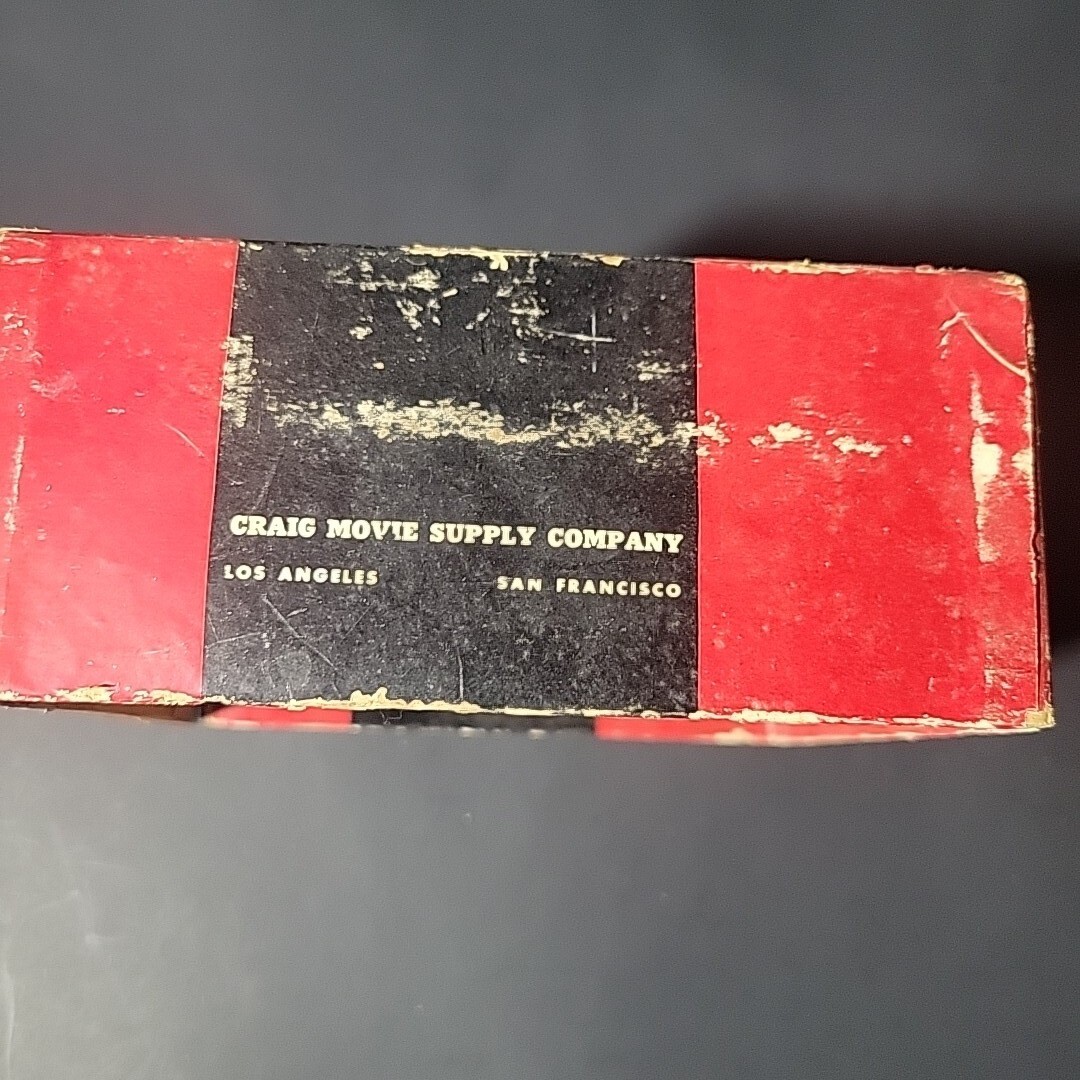 CRAIG MOVIE SUPPLY COMPANY
LOS ANGELES SAN FRANCISCO